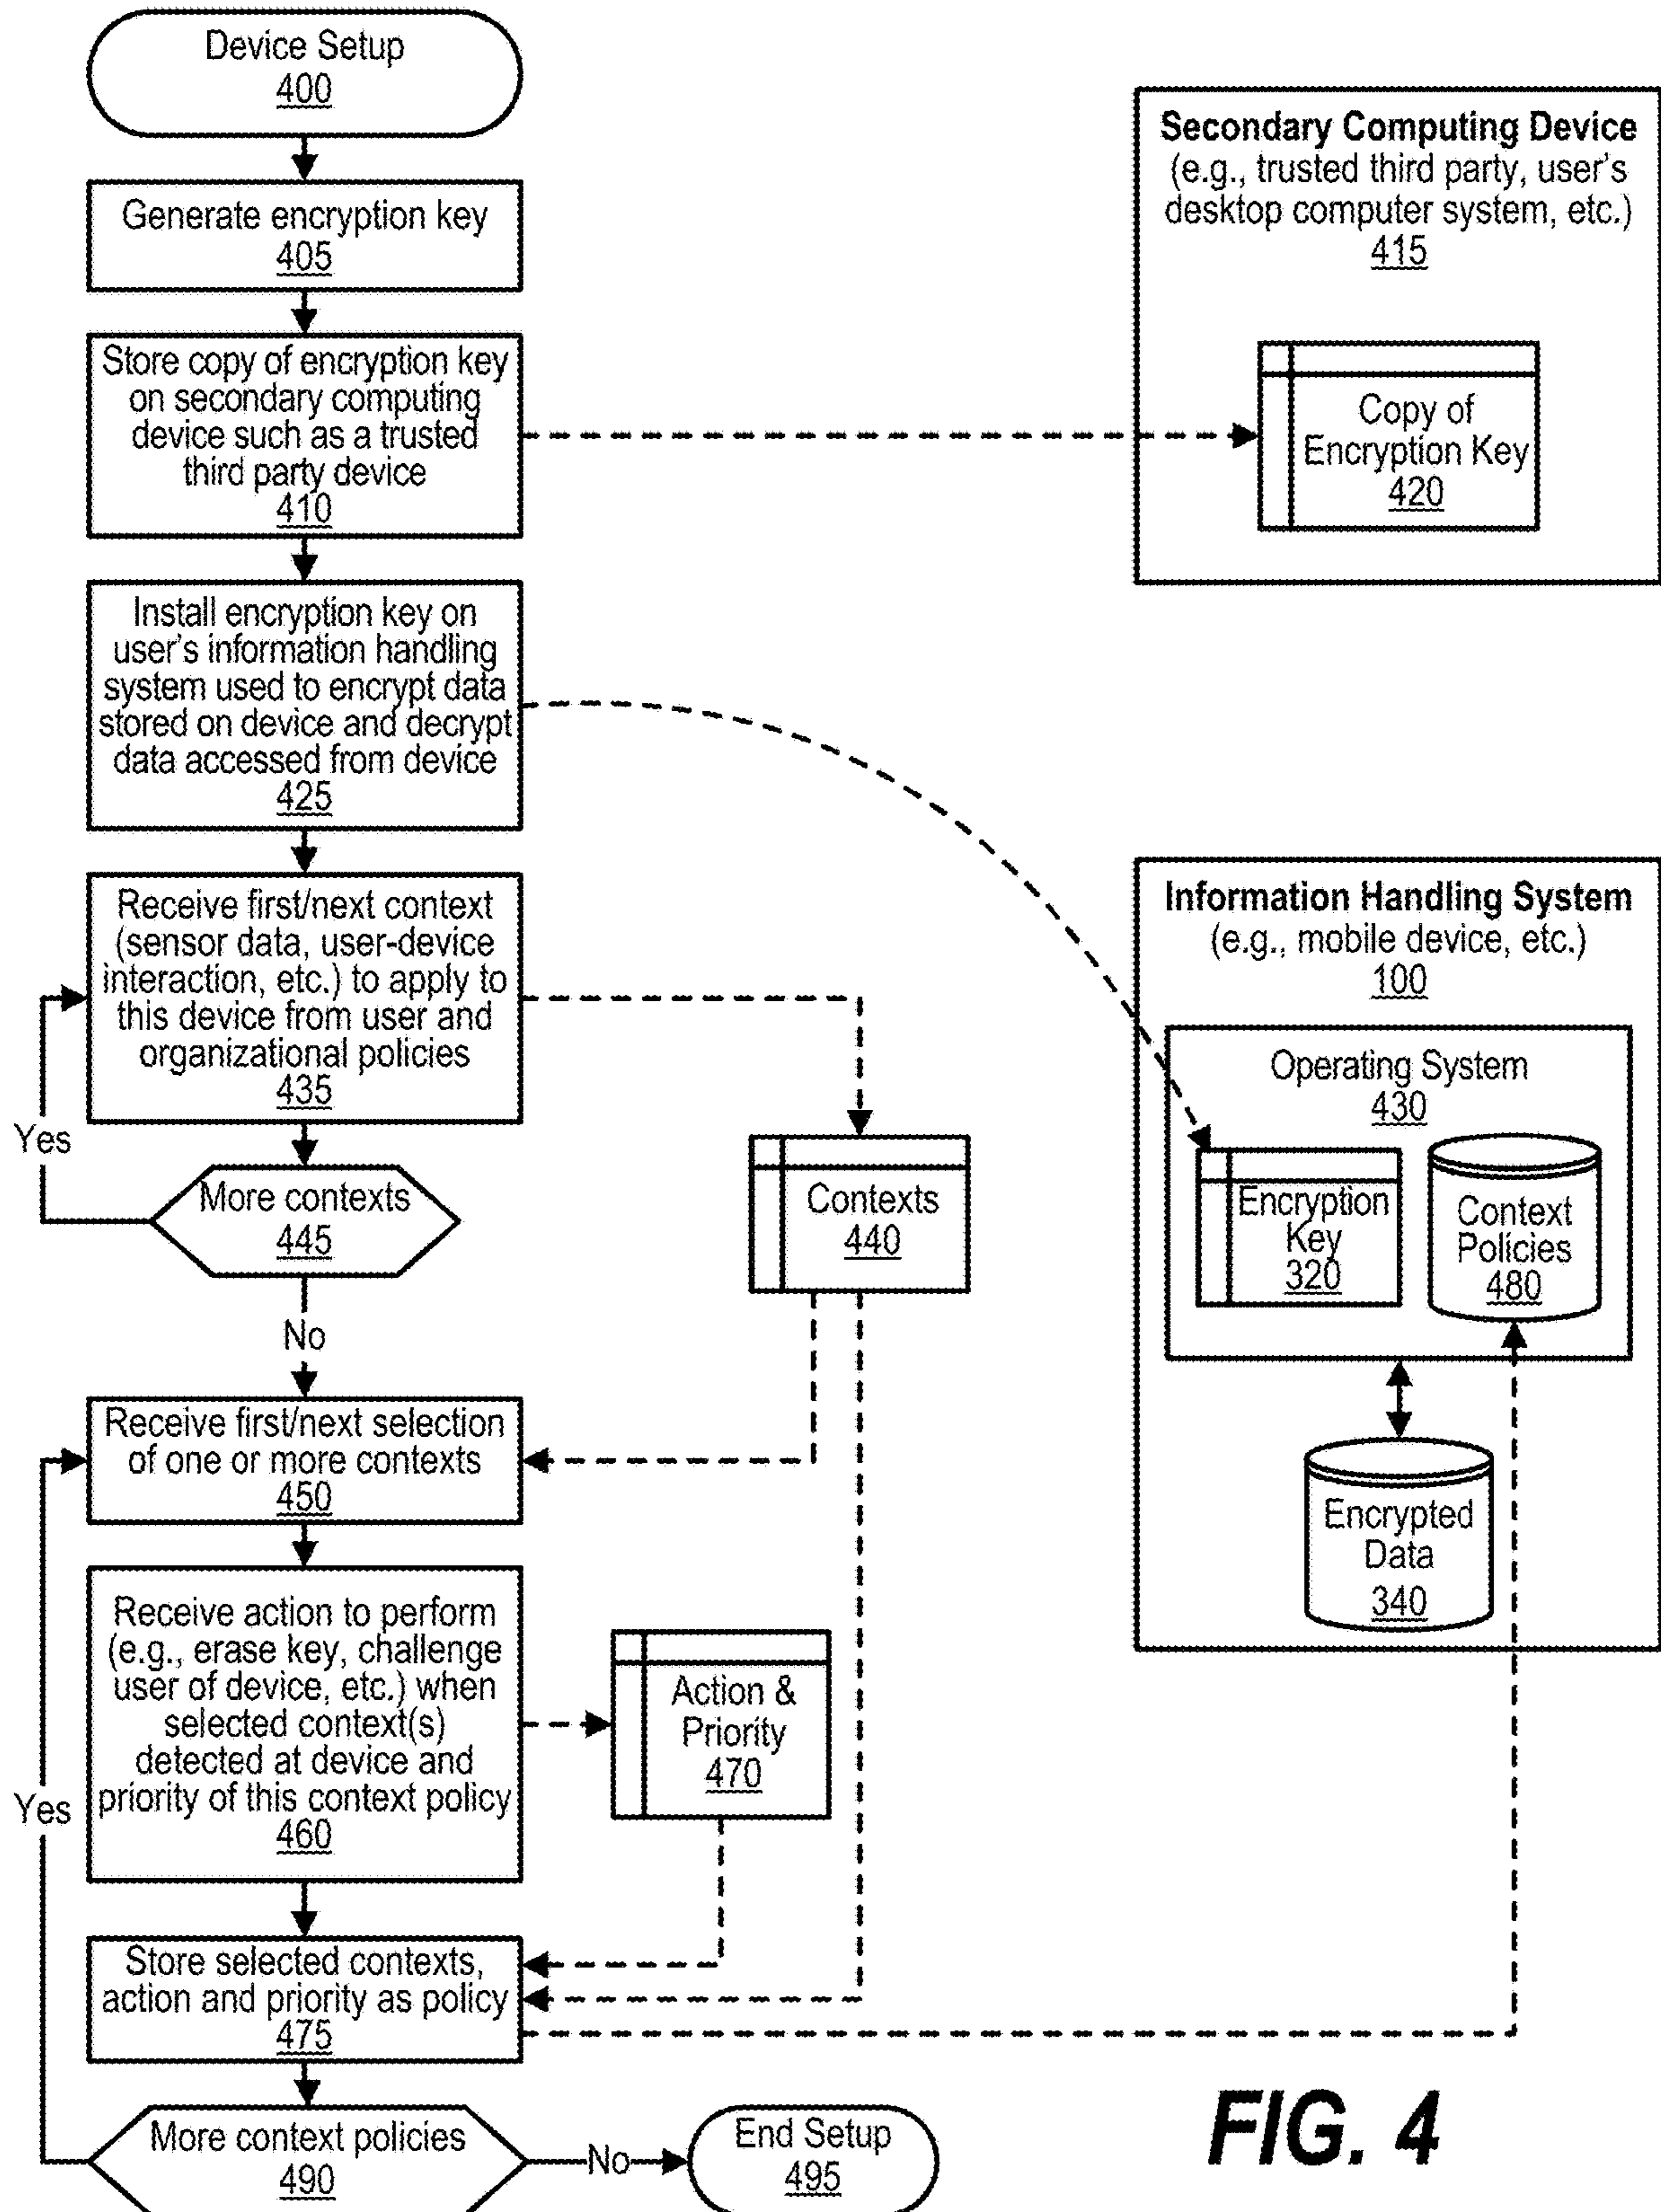 Device Setup
400
Generate encryption key
405
Store copy of encryption key
on secondary computing
device such as a trusted
third party device
410
Install encryption key on
user's information handling
system used to encrypt data
stored on device and decrypt
data accessed from device
425
Receive first/next context
(sensor data, user-device
interaction, etc.) to apply to
this device from user and
organizational policies
435
Yes
More contexts
445
No
Receive first/next selection
of one or more contexts
450
Receive action to perform
(e.g., erase key, challenge
user of device, etc.) when
selected context(s)
detected at device and
priority of this context policy
460
Yes
Store selected contexts,
action and priority as policy
475
More context policies
490
No
End Setup
495
Contexts
440
Action &
Priority
470
Secondary Computing Device
(e.g., trusted third party, user's
desktop computer system, etc.)
415
Copy of
Encryption Key
420
Information Handling System
(e.g., mobile device, etc.)
100
Operating System
430
Encryption
Key
320
Context
Policies
480
Encrypted
Data
340
FIG. 4